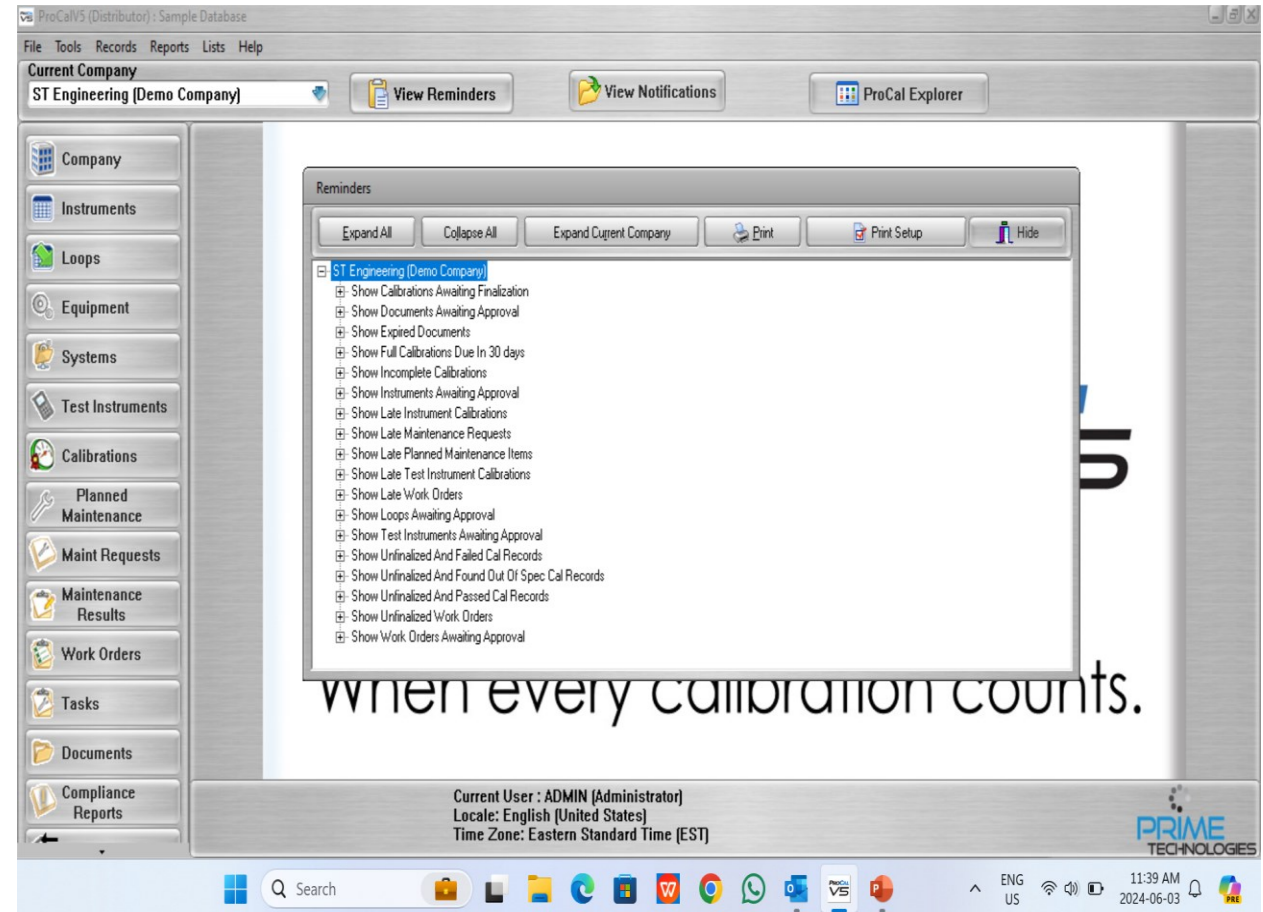 ProCalV5 (Distributor) : Sample Database
File Tools Records Reports Lists Help
Current Company
ST Engineering (Demo Company)
View Reminders
View Notifications
ProCal Explorer
Company
Instruments
Loops
Equipment
Systems
Test Instruments
Calibrations
Planned
Maintenance
Maint Requests
Maintenance
Results
Work Orders
Tasks
Documents
Compliance
Reports
Reminders
Expand All
Collapse All
Expand Current Company
Print
Print Setup
Hide
ST Engineering (Demo Company)
Show Calibrations Awaiting Finalization
Show Documents Awaiting Approval
Show Expired Documents
Show Full Calibrations Due In 30 days
Show Incomplete Calibrations
Show Instruments Awaiting Approval
Show Late Instrument Calibrations
Show Late Maintenance Requests
Show Late Planned Maintenance Items
Show Late Test Instrument Calibrations
Show Late Work Orders
Show Loops Awaiting Approval
Show Test Instruments Awaiting Approval
Show Unfinalized And Failed Cal Records
Show Unfinalized And Found Out Of Spec Cal Records
Show Unfinalized And Passed Cal Records
Show Unfinalized Work Orders
Show Work Orders Awaiting Approval
5
When every calibration counts.
Current User : ADMIN (Administrator)
Locale: English (United States)
Time Zone: Eastern Standard Time (EST)
PRIME
TECHNOLOGIES
Search
ProCal
V5
ENG
US
11:39 AM
2024-06-03
PRE